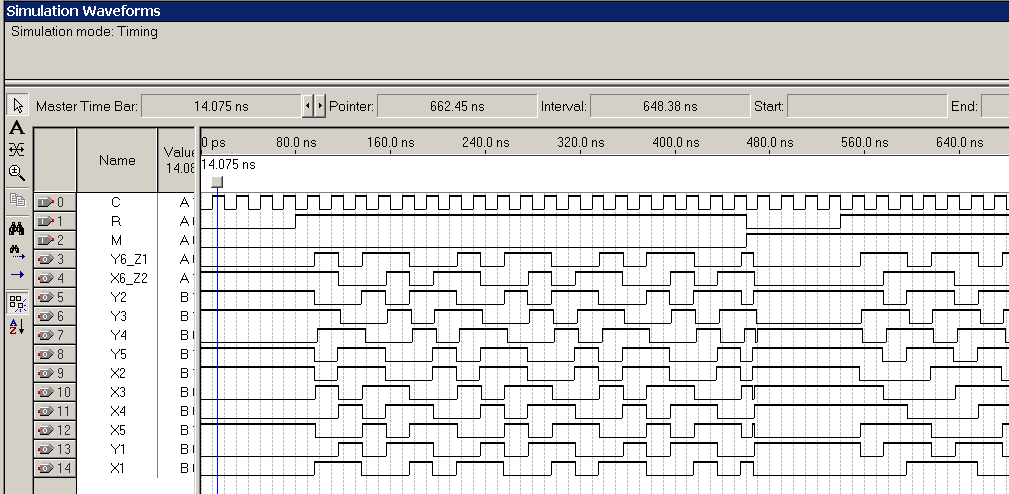 Simulation Waveforms
Simulation mode: Timing
Master Time Bar: 14.075 ns Pointer: 662.45 ns Interval: 648.38 ns Start: End:
Name Value 14.08
0 ps 80.0 ns 160.0 ns 240.0 ns 320.0 ns 400.0 ns 480.0 ns 560.0 ns 640.0 ns
14.075 ns
0 C A
1 R A
2 M A
3 Y6_Z1 A
4 X6_Z2 A
5 Y2 B
6 Y3 B
7 Y4 B
8 Y5 B
9 X2 B
10 X3 B
11 X4 B
12 X5 B
13 Y1 B
14 X1 B